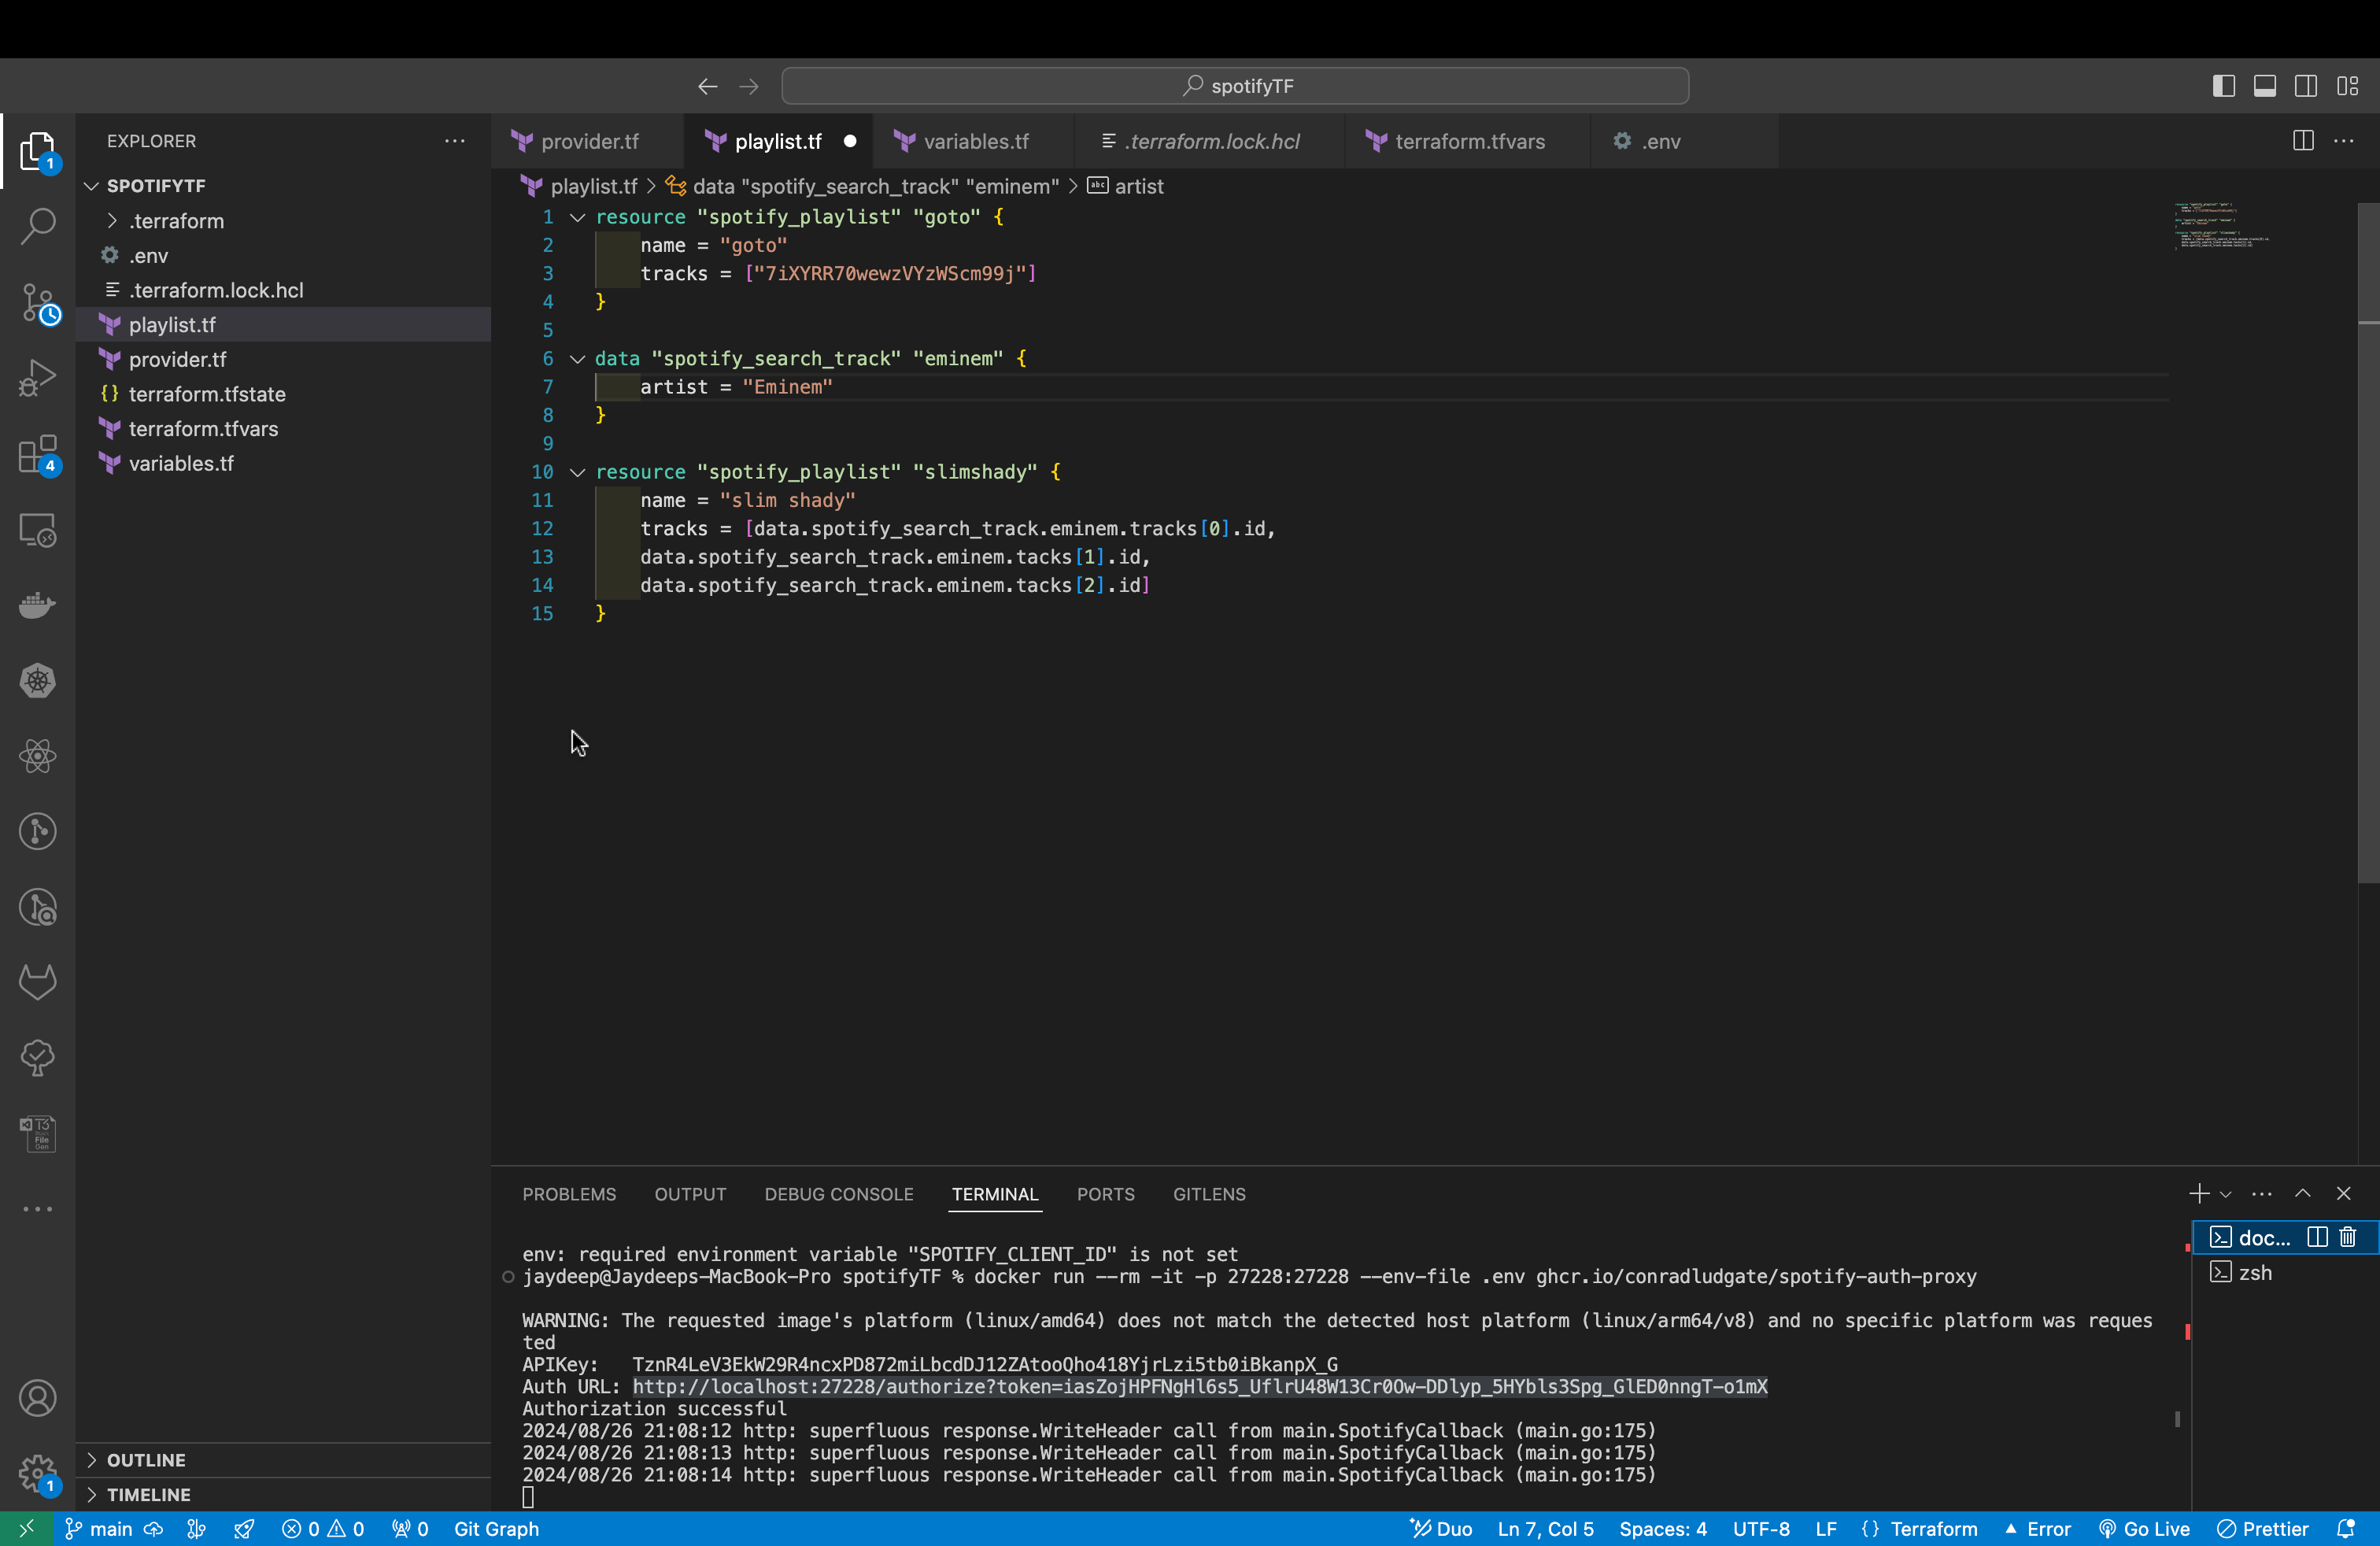 spotifyTF
EXPLORER
provider.tf
playlist.tf
variables.tf
.terraform.lock.hcl
terraform.tfvars
.env
SPOTIFYTF
.terraform
.env
.terraform.lock.hcl
playlist.tf
provider.tf
terraform.tfstate
terraform.tfvars
variables.tf
playlist.tf > data "spotify_search_track" "eminem" > artist
1 resource "spotify_playlist" "goto" {
2 name = "goto"
3 tracks = ["7iXYRR70wewzVYzWScm99j"]
4 }
5
6 data "spotify_search_track" "eminem" {
7 artist = "Eminem"
8 }
9
10 resource "spotify_playlist" "slimshady" {
11 name = "slim shady"
12 tracks = [data.spotify_search_track.eminem.tracks[0].id,
13 data.spotify_search_track.eminem.tacks[1].id,
14 data.spotify_search_track.eminem.tacks[2].id]
15 }
1
4
1
PROBLEMS OUTPUT DEBUG CONSOLE TERMINAL PORTS GITLENS
env: required environment variable "SPOTIFY_CLIENT_ID" is not set
jaydeep@Jaydeeps-MacBook-Pro spotifyTF % docker run --rm -it -p 27228:27228 --env-file .env ghcr.io/conradludgate/spotify-auth-proxy
WARNING: The requested image's platform (linux/amd64) does not match the detected host platform (linux/arm64/v8) and no specific platform was reques
ted
APIKey: TznR4LeV3EkW29R4ncxPD872miLbcdDJ12ZAtooQho418YjrLzi5tb0iBkanpX_G
Auth URL: http://localhost:27228/authorize?token=iasZojHPFNgHl6s5_UflrU48W13Cr0Ow-DDlyp_5HYbls3Spg_GlED0nngT-o1mX
Authorization successful
2024/08/26 21:08:12 http: superfluous response.WriteHeader call from main.SpotifyCallback (main.go:175)
2024/08/26 21:08:13 http: superfluous response.WriteHeader call from main.SpotifyCallback (main.go:175)
2024/08/26 21:08:14 http: superfluous response.WriteHeader call from main.SpotifyCallback (main.go:175)
doc...
zsh
OUTLINE
TIMELINE
main
0 0
0
Git Graph
Duo
Ln 7, Col 5
Spaces: 4
UTF-8
LF
{} Terraform
Error
Go Live
Prettier